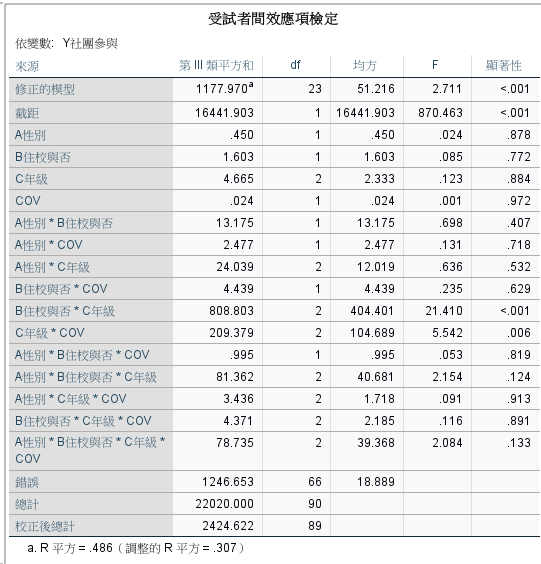 受試者間效應項檢定
依變數: Y社團參與
來源 第 III 類平方和 df 均方 F 顯著性
修正的模型 1177.970a 23 51.216 2.711 <.001
截距 16441.903 1 16441.903 870.463 <.001
A性別 .450 1 .450 .024 .878
B住校與否 1.603 1 1.603 .085 .772
C年級 4.665 2 2.333 .123 .884
COV .024 1 .024 .001 .972
A性別 * B住校與否 13.175 1 13.175 .698 .407
A性別 * COV 2.477 1 2.477 .131 .718
A性別 * C年級 24.039 2 12.019 .636 .532
B住校與否 * COV 4.439 1 4.439 .235 .629
B住校與否 * C年級 808.803 2 404.401 21.410 <.001
C年級 * COV 209.379 2 104.689 5.542 .006
A性別 * B住校與否 * COV .995 1 .995 .053 .819
A性別 * B住校與否 * C年級 81.362 2 40.681 2.154 .124
A性別 * C年級 * COV 3.436 2 1.718 .091 .913
B住校與否 * C年級 * COV 4.371 2 2.185 .116 .891
A性別 * B住校與否 * C年級 * 78.735 2 39.368 2.084 .133
COV
錯誤 1246.653 66 18.889
總計 22020.000 90
校正後總計 2424.622 89
a. R 平方 = .486（調整的 R 平方 = .307）